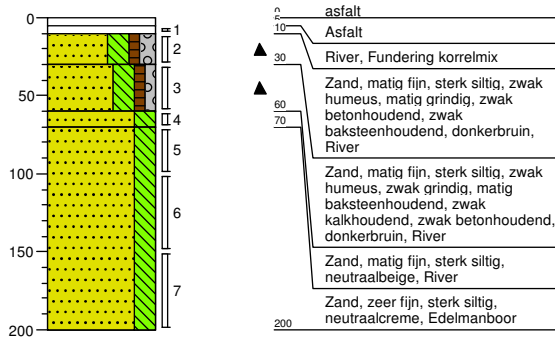 0
50
100
150
200
1
2
3
4
5
6
7
0
5
10
30
60
70
200
asfalt
Asfalt
River, Fundering korrelmix
Zand, matig fijn, sterk siltig, zwak
humeus, matig grindig, zwak
betonhoudend, zwak
baksteenhoudend, donkerbruin,
River
Zand, matig fijn, sterk siltig, zwak
humeus, zwak grindig, matig
baksteenhoudend, zwak
kalkhoudend, zwak betonhoudend,
donkerbruin, River
Zand, matig fijn, sterk siltig,
neutraalbeige, River
Zand, zeer fijn, sterk siltig,
neutraalcreme, Edelmanboor